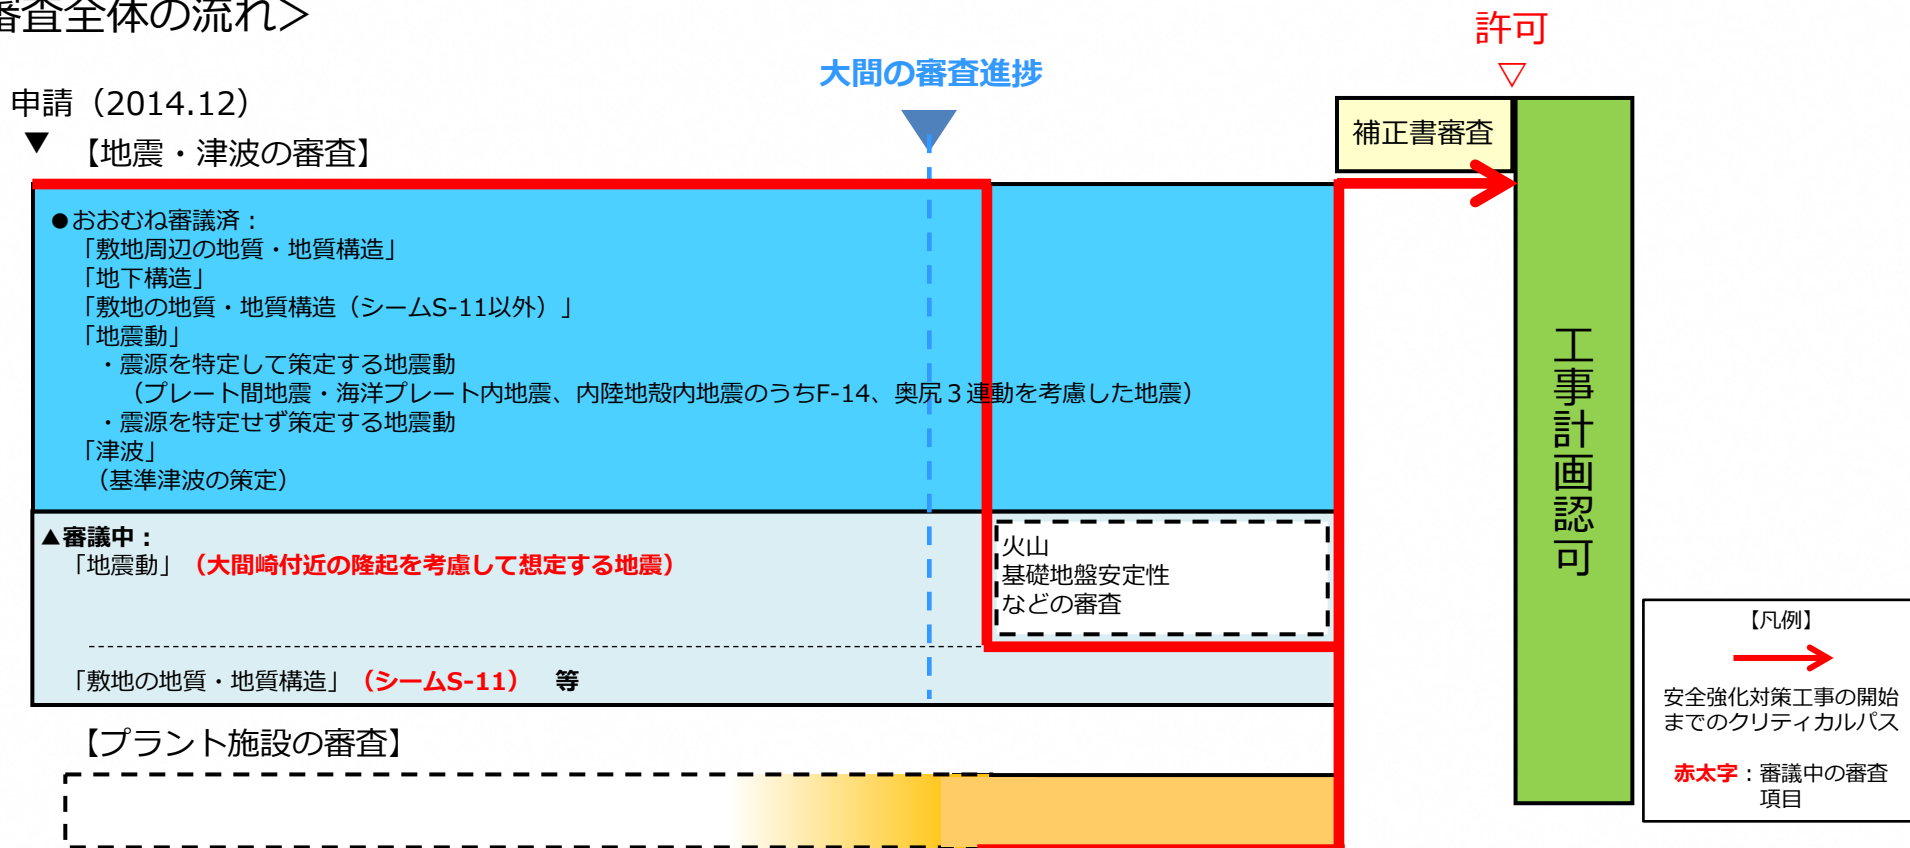 審査全体の流れ＞
許可
▽
大間の審査進捗
申請（2014.12）
▼
【地震・津波の審査】
補正書審査
●おおむね審議済：
「敷地周辺の地質・地質構造」
「地下構造」
「敷地の地質・地質構造（シームS-11以外）」
「地震動」
・震源を特定して策定する地震動
（プレート間地震・海洋プレート内地震、内陸地殻内地震のうちF-14、奥尻３連動を考慮した地震）
・震源を特定せず策定する地震動
「津波」
（基準津波の策定）
工事計画認可
▲審議中：
「地震動」（大間崎付近の隆起を考慮して想定する地震）
火山
基礎地盤安定性
などの審査
「敷地の地質・地質構造」（シームS-11）　等
【プラント施設の審査】
【凡例】
安全強化対策工事の開始
までのクリティカルパス
赤太字：審議中の審査
項目